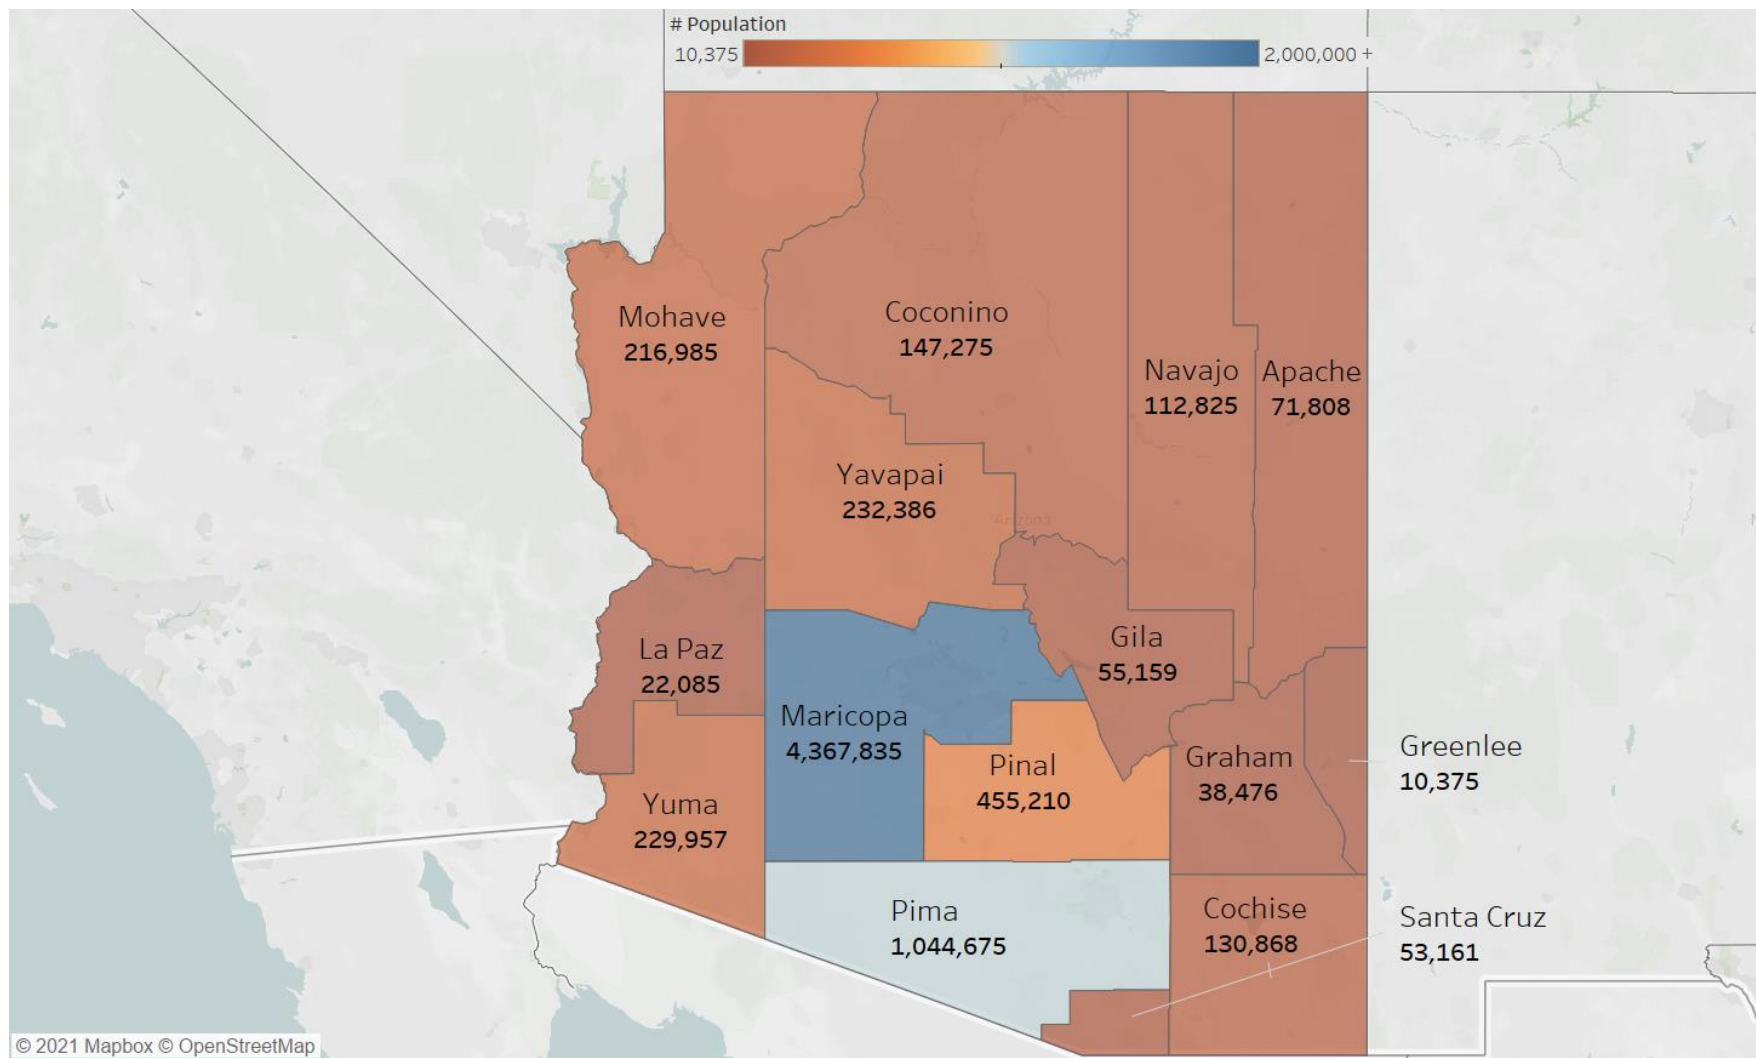 # Population
10,375
2,000,000 +
Mohave
216,985
Coconino
147,275
Navajo
112,825
Apache
71,808
Yavapai
232,386
Arizona
La Paz
22,085
Gila
55,159
Maricopa
4,367,835
Pinal
455,210
Graham
38,476
Greenlee
10,375
Yuma
229,957
Pima
1,044,675
Cochise
130,868
Santa Cruz
53,161
© 2021 Mapbox © OpenStreetMap